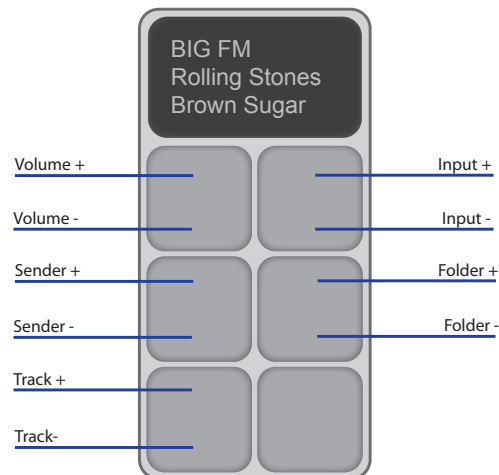 BIG FM
Rolling Stones
Brown Sugar
Volume +
Input +
Volume -
Input -
Sender +
Folder +
Sender -
Folder -
Track +
Track-